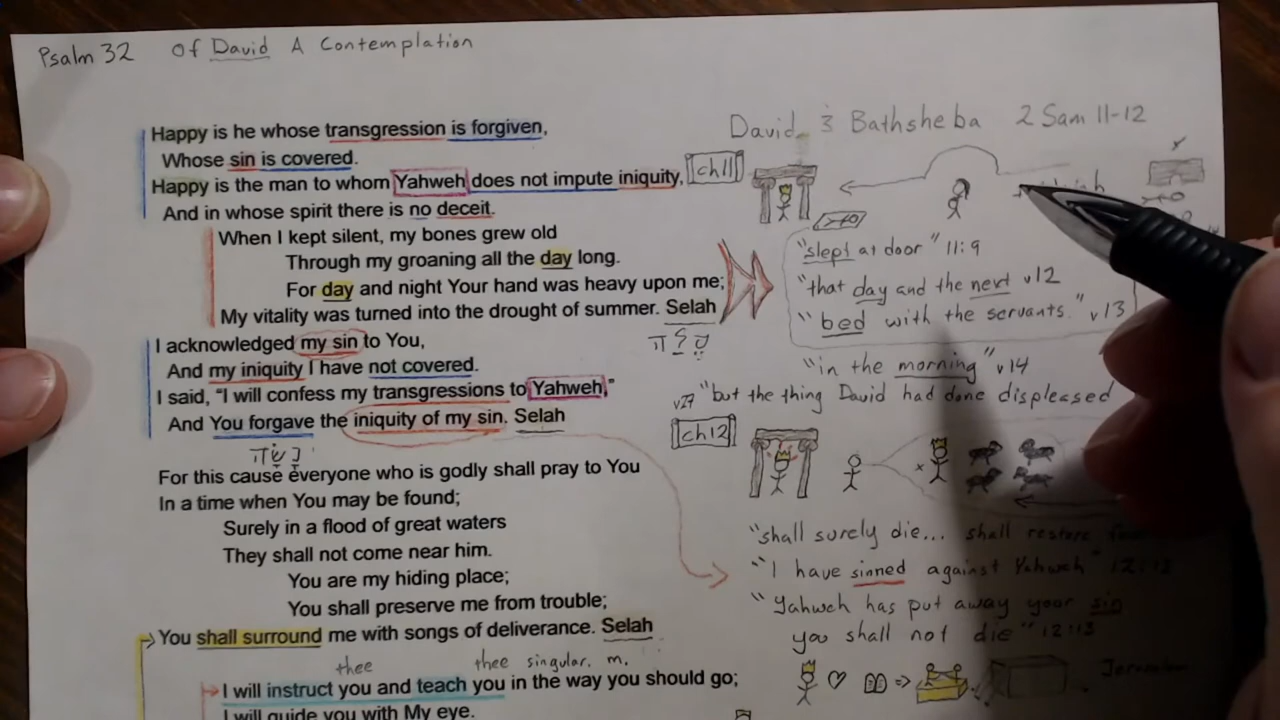 Psalm 32 Of David A Contemplation
Happy is he whose transgression is forgiven,
Whose sin is covered.
Happy is the man to whom Yahweh does not impute iniquity,
And in whose spirit there is no deceit.
When I kept silent, my bones grew old
Through my groaning all the day long.
For day and night Your hand was heavy upon me;
My vitality was turned into the drought of summer. Selah
I acknowledged my sin to You,
And my iniquity I have not covered.
I said, “I will confess my transgressions to Yahweh,”
And You forgave the iniquity of my sin. Selah
For this cause everyone who is godly shall pray to You
In a time when You may be found;
Surely in a flood of great waters
They shall not come near him.
You are my hiding place;
You shall preserve me from trouble;
You shall surround me with songs of deliverance. Selah
thee thee singular. m.
I will instruct you and teach you in the way you should go;
I will guide you with My eye.
David & Bathsheba 2 Sam 11-12
ch11
"slept at door" 11:9
"that day and the next v12
"bed with the servants." v13
"in the morning" v14
v27 "but the thing David had done displeased
ch12
"shall surely die... shall restore
"I have sinned against Yahweh" 12:13
"Yahweh has put away your sin
you shall not die" 12:13
Jerusalem